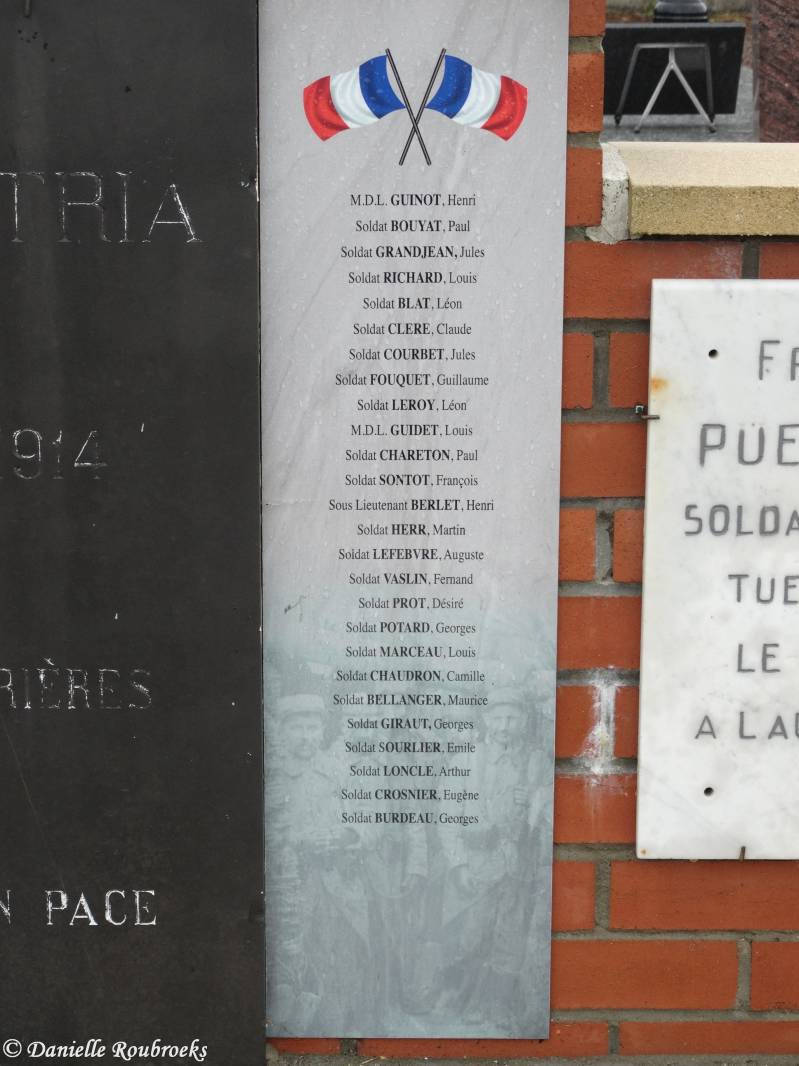 TRIA
1914
RIÈRES
N PACE
M.D.L. GUINOT, Henri
Soldat BOUYAT, Paul
Soldat GRANDJEAN, Jules
Soldat RICHARD, Louis
Soldat BLAT, Léon
Soldat CLERE, Claude
Soldat COURBET, Jules
Soldat FOUQUET, Guillaume
Soldat LEROY, Léon
M.D.L. GUIDET, Louis
Soldat CHARETON, Paul
Soldat SONTOT, François
Sous Lieutenant BERLET, Henri
Soldat HERR, Martin
Soldat LEFEBVRE, Auguste
Soldat VASLIN, Fernand
Soldat PROT, Désiré
Soldat POTARD, Georges
Soldat MARCEAU, Louis
Soldat CHAUDRON, Camille
Soldat BELLANGER, Maurice
Soldat GIRAUT, Georges
Soldat SOURLIER, Emile
Soldat LONCLE, Arthur
Soldat CROSNIER, Eugène
Soldat BURDEAU, Georges
FR
PUE
SOLDA
TUE
LE
A LAU
© Danielle Roubroeks